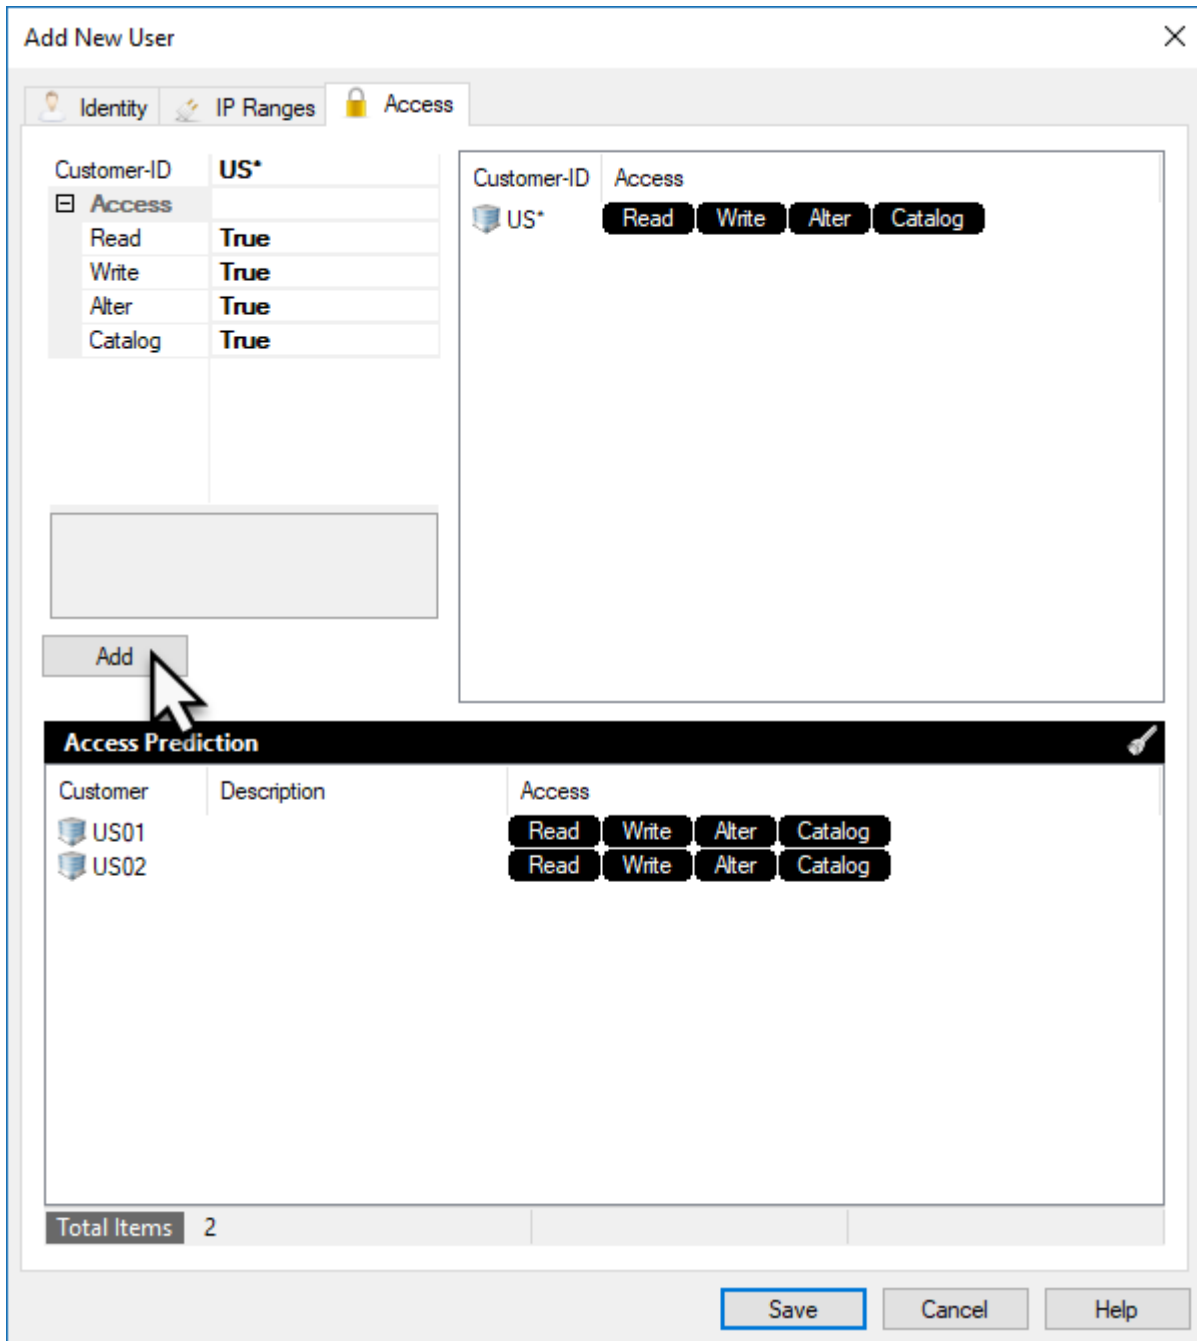 Add New User
Identity IP Ranges Access
Customer-ID US*
Access
Read True
Write True
Alter True
Catalog True
Add
Customer-ID Access
US* Read Write Alter Catalog
Access Prediction
Customer Description Access
US01 Read Write Alter Catalog
US02 Read Write Alter Catalog
Total Items 2
Save Cancel Help